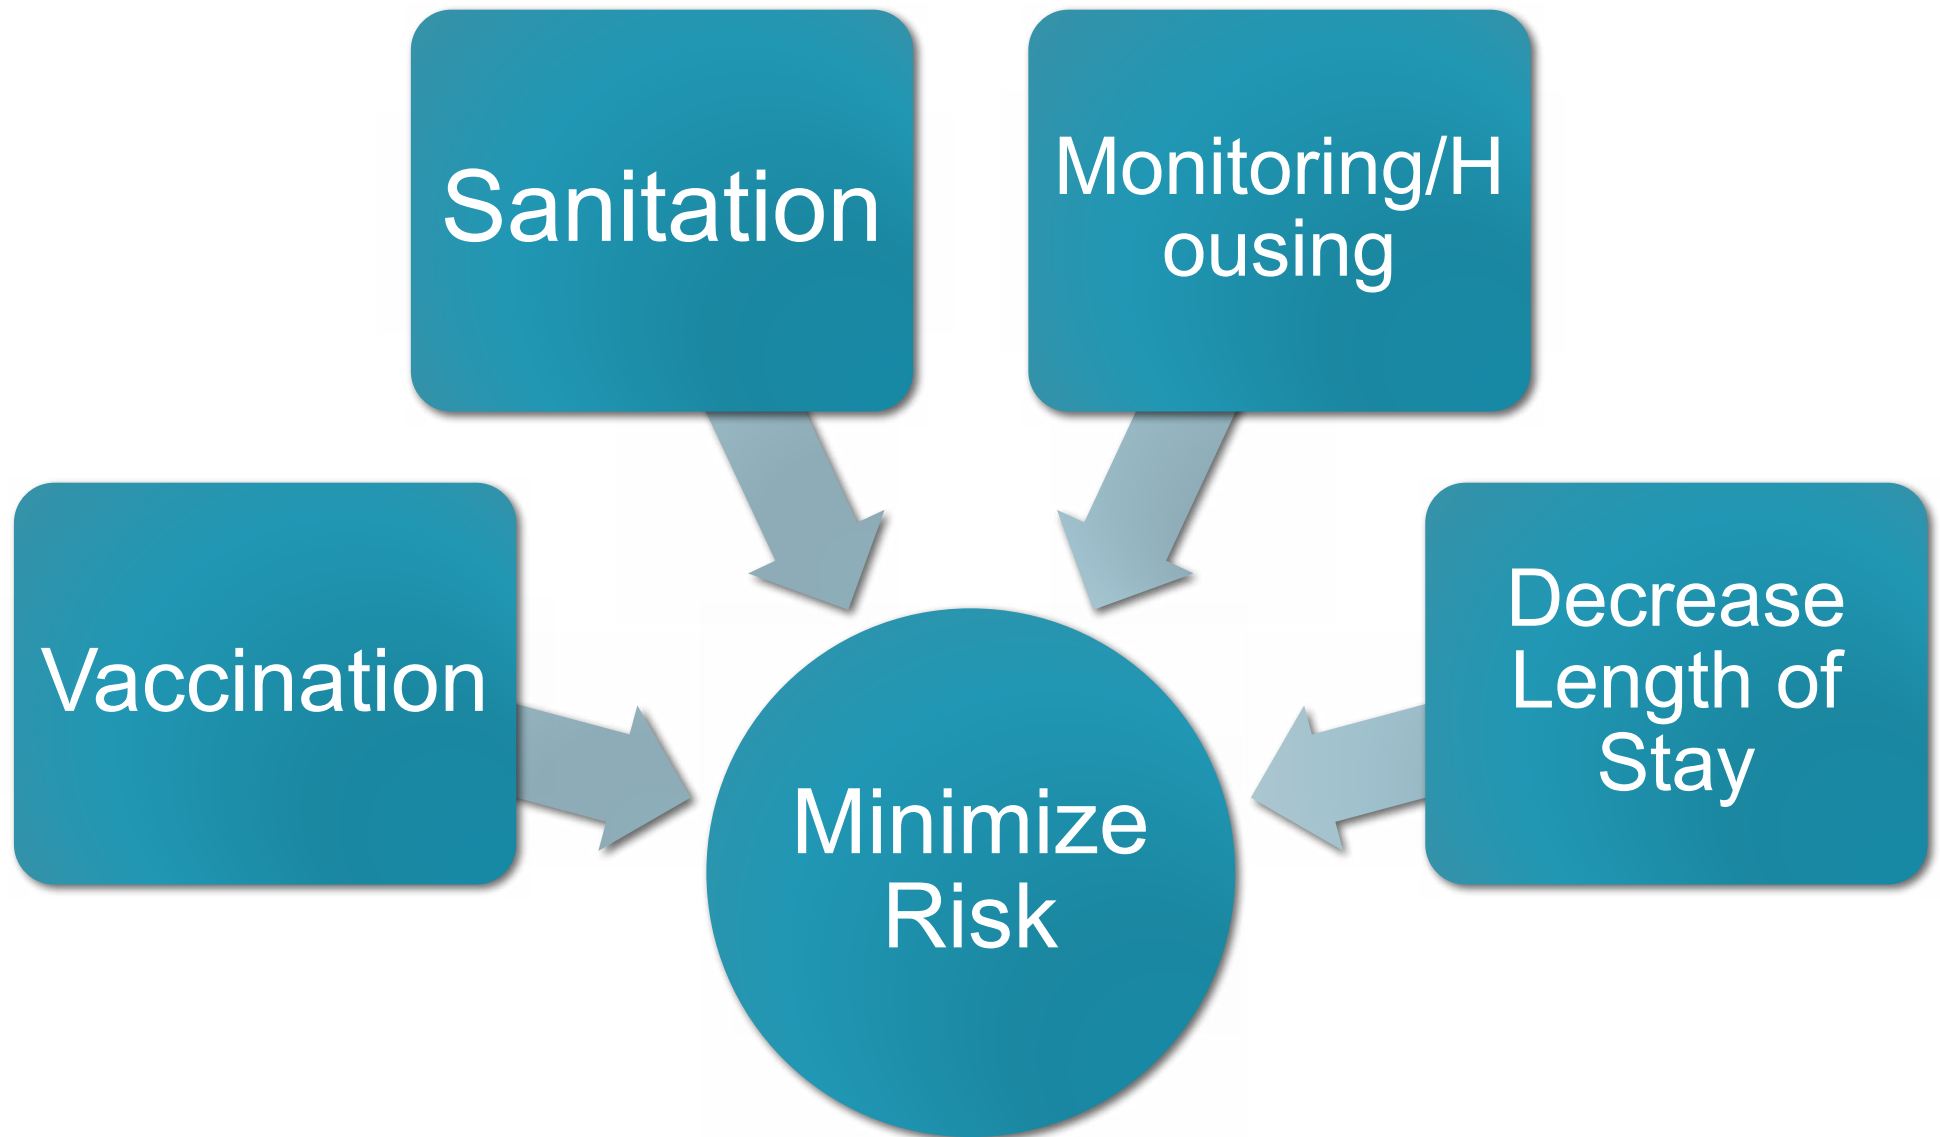 Sanitation
Monitoring/H
ousing
Vaccination
Decrease
Length of
Stay
Minimize
Risk